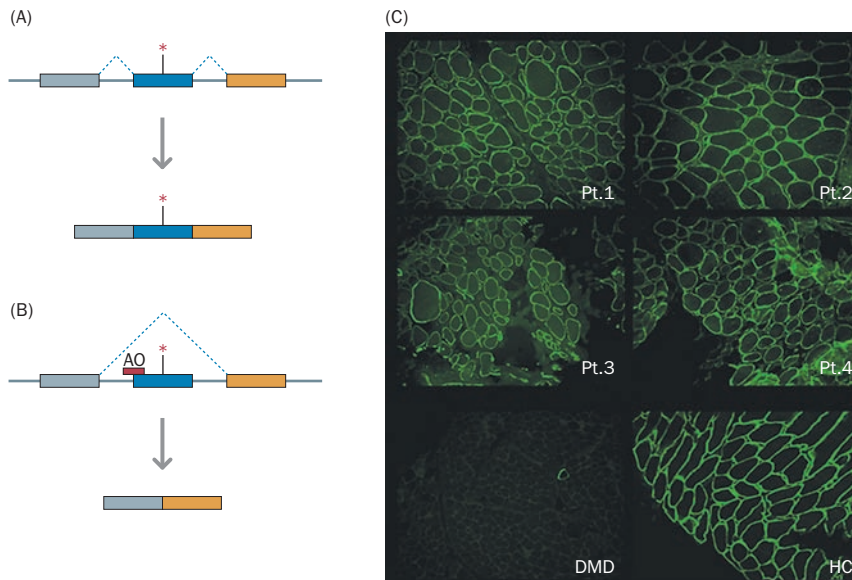 (A)
*
*
(B)
AO
*
(C)
Pt.1
Pt.2
Pt.3
Pt.4
DMD
HC